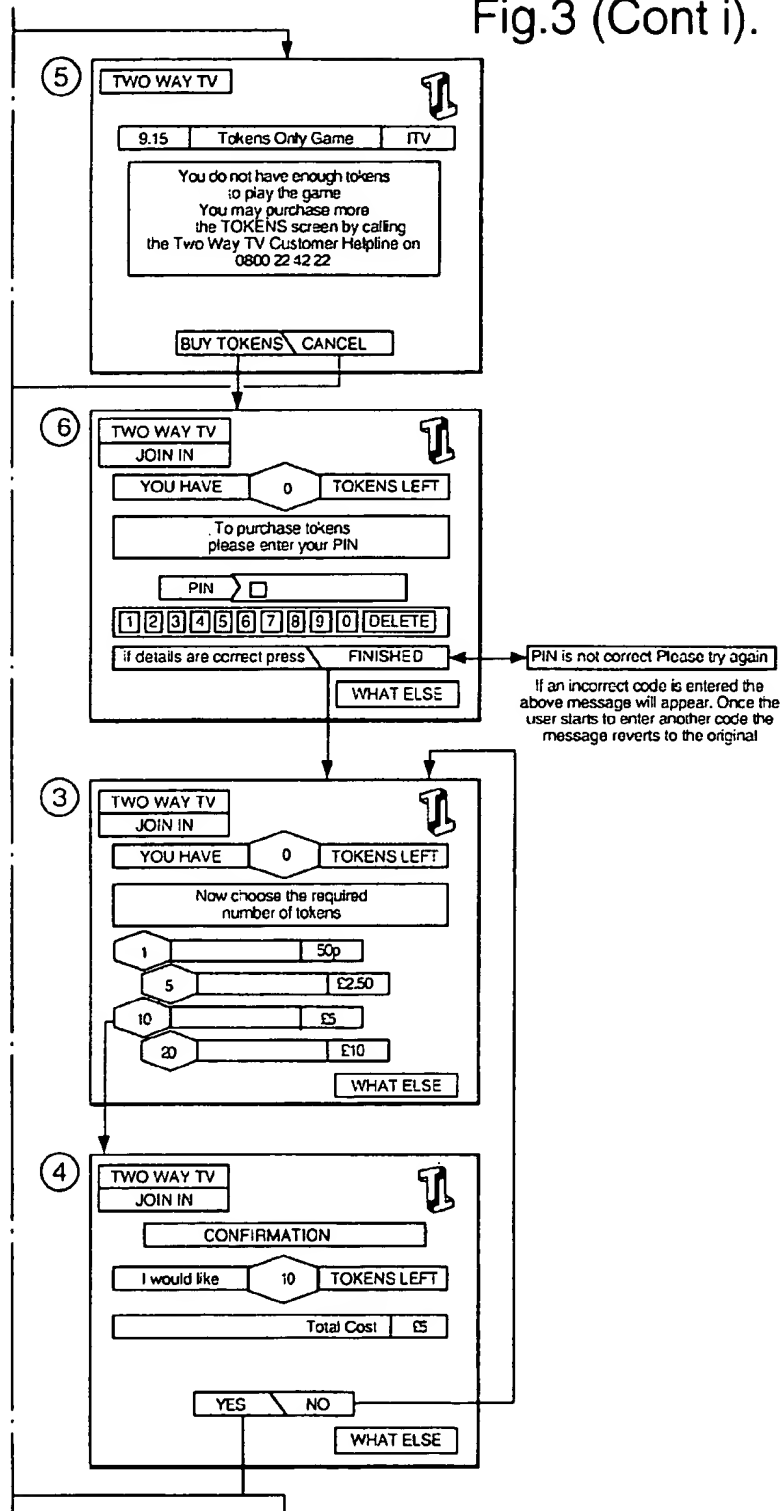 Fig.3 (Cont i).
5
TWO WAY TV
9.15 Tokens Only Game ITV
You do not have enough tokens
to play the game
You may purchase more
the TOKENS screen by calling
the Two Way TV Customer Helpline on
0800 22 42 22
BUY TOKENS CANCEL
6
TWO WAY TV
JOIN IN
YOU HAVE 0 TOKENS LEFT
To purchase tokens
please enter your PIN
PIN
1 2 3 4 5 6 7 8 9 0 DELETE
if details are correct press FINISHED
WHAT ELSE
PIN is not correct Please try again
If an incorrect code is entered the
above message will appear. Once the
user starts to enter another code the
message reverts to the original
3
TWO WAY TV
JOIN IN
YOU HAVE 0 TOKENS LEFT
Now choose the required
number of tokens
1 50p
5 £2.50
10 £5
20 £10
WHAT ELSE
4
TWO WAY TV
JOIN IN
CONFIRMATION
I would like 10 TOKENS LEFT
Total Cost £5
YES NO
WHAT ELSE